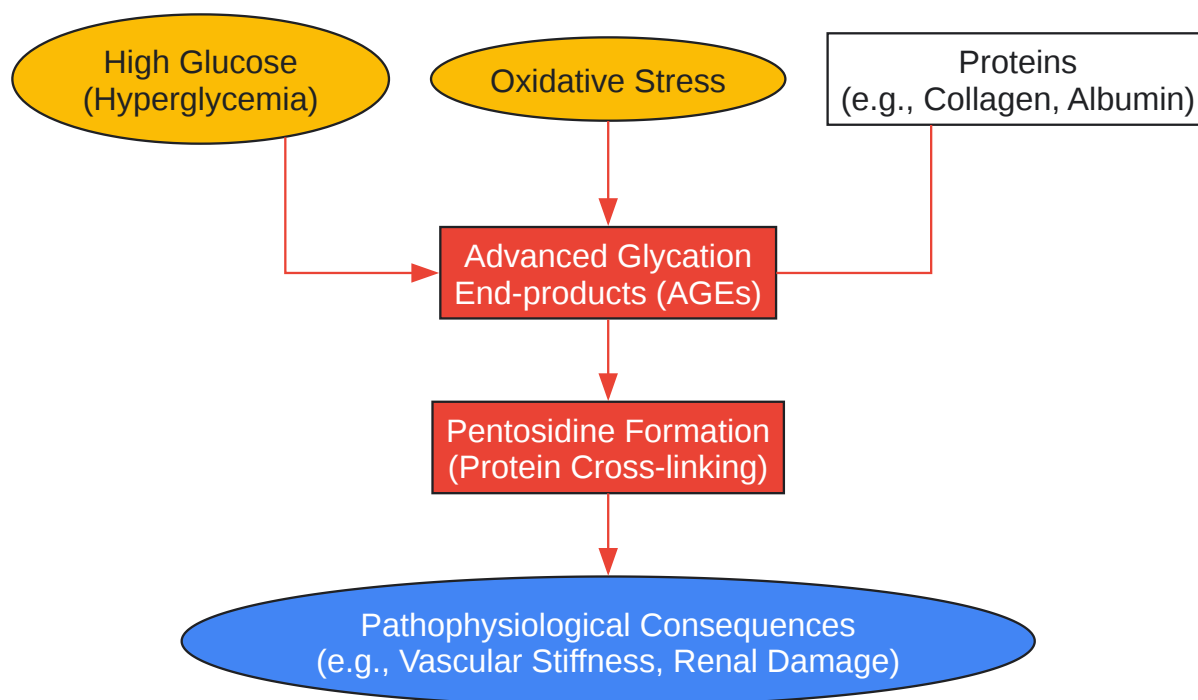 High Glucose
(Hyperglycemia)
Oxidative Stress
Proteins
(e.g., Collagen, Albumin)
Advanced Glycation
End-products (AGEs)
Pentosidine Formation
(Protein Cross-linking)
Pathophysiological Consequences
(e.g., Vascular Stiffness, Renal Damage)